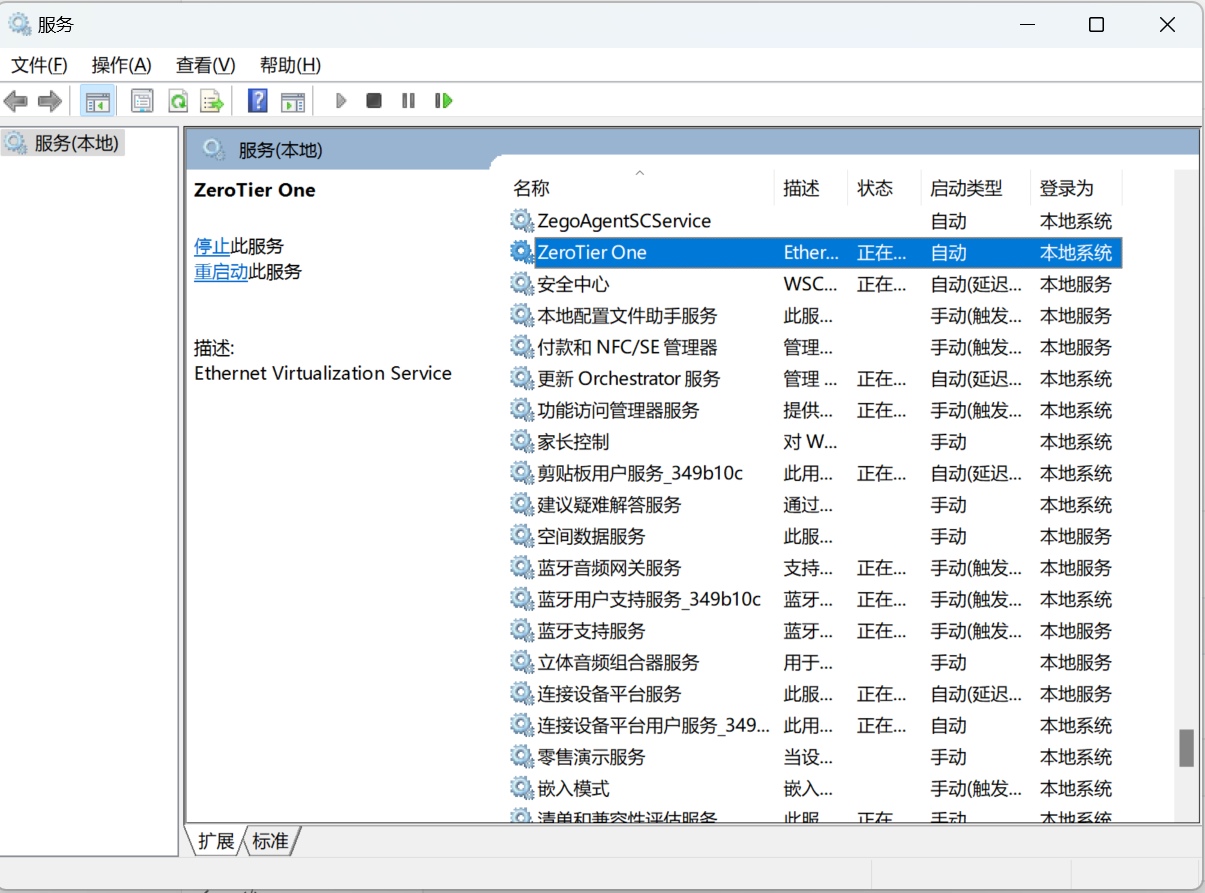 服务
文件(F) 操作(A) 查看(V) 帮助(H)
服务(本地)
服务(本地)
ZeroTier One
停止此服务
重启动此服务
描述:
Ethernet Virtualization Service
名称 描述 状态 启动类型 登录为
ZegoAgentSCService 自动 本地系统
ZeroTier One Ether... 正在... 自动 本地系统
安全中心 WSC... 正在... 自动(延迟... 本地服务
本地配置文件助手服务 此服... 手动(触发... 本地服务
付款和 NFC/SE 管理器 管理... 手动(触发... 本地服务
更新 Orchestrator 服务 管理 ... 正在... 自动(延迟... 本地系统
功能访问管理器服务 提供... 正在... 手动(触发... 本地系统
家长控制 对 W... 手动 本地系统
剪贴板用户服务_349b10c 此用... 正在... 自动(延迟... 本地系统
建议疑难解答服务 通过... 手动 本地系统
空间数据服务 此服... 手动 本地服务
蓝牙音频网关服务 支持... 正在... 手动(触发... 本地服务
蓝牙用户支持服务_349b10c 蓝牙... 正在... 手动(触发... 本地系统
蓝牙支持服务 蓝牙... 正在... 手动(触发... 本地服务
立体音频组合器服务 用于... 手动 本地服务
连接设备平台服务 此服... 正在... 自动(延迟... 本地服务
连接设备平台用户服务_349... 此用... 正在... 自动 本地系统
零售演示服务 当设... 手动 本地系统
嵌入模式 嵌入... 手动(触发... 本地系统
清单和兼容性评估服务 此服 正在 手动 本地系统
扩展 标准